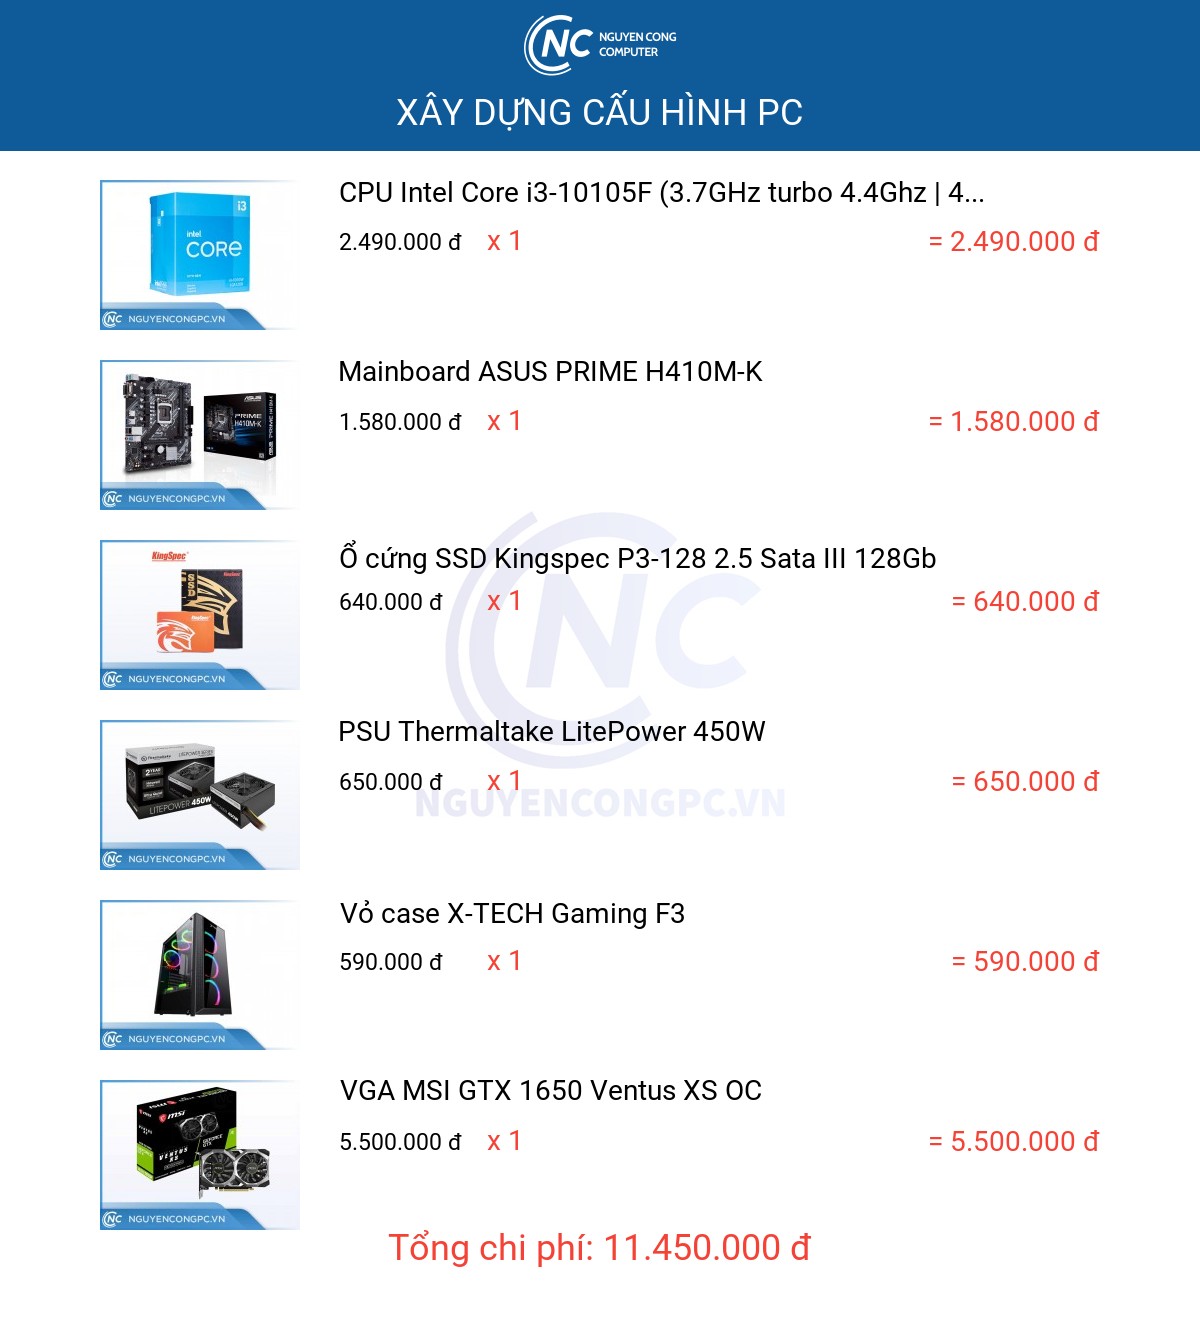 NC NGUYEN CONG
COMPUTER
XÂY DỰNG CẤU HÌNH PC
CPU Intel Core i3-10105F (3.7GHz turbo 4.4Ghz | 4...
2.490.000 đ x 1 = 2.490.000 đ
i3
intel
CORE
NC NGUYENCONGPC.VN
Mainboard ASUS PRIME H410M-K
1.580.000 đ x 1 = 1.580.000 đ
ASUS
PRIME
H410M-K
NC NGUYENCONGPC.VN
Ổ cứng SSD Kingspec P3-128 2.5 Sata III 128Gb
640.000 đ x 1 = 640.000 đ
KingSpec
SSD
NC NGUYENCONGPC.VN
NC
PSU Thermaltake LitePower 450W
650.000 đ x 1 = 650.000 đ
NGUYENCONGPC.VN
Thermaltake
LITEPOWER 450W
NC NGUYENCONGPC.VN
Vỏ case X-TECH Gaming F3
590.000 đ x 1 = 590.000 đ
NC NGUYENCONGPC.VN
VGA MSI GTX 1650 Ventus XS OC
5.500.000 đ x 1 = 5.500.000 đ
msi
GEFORCE
GTX
VENTUS
XS
NC NGUYENCONGPC.VN
Tổng chi phí: 11.450.000 đ